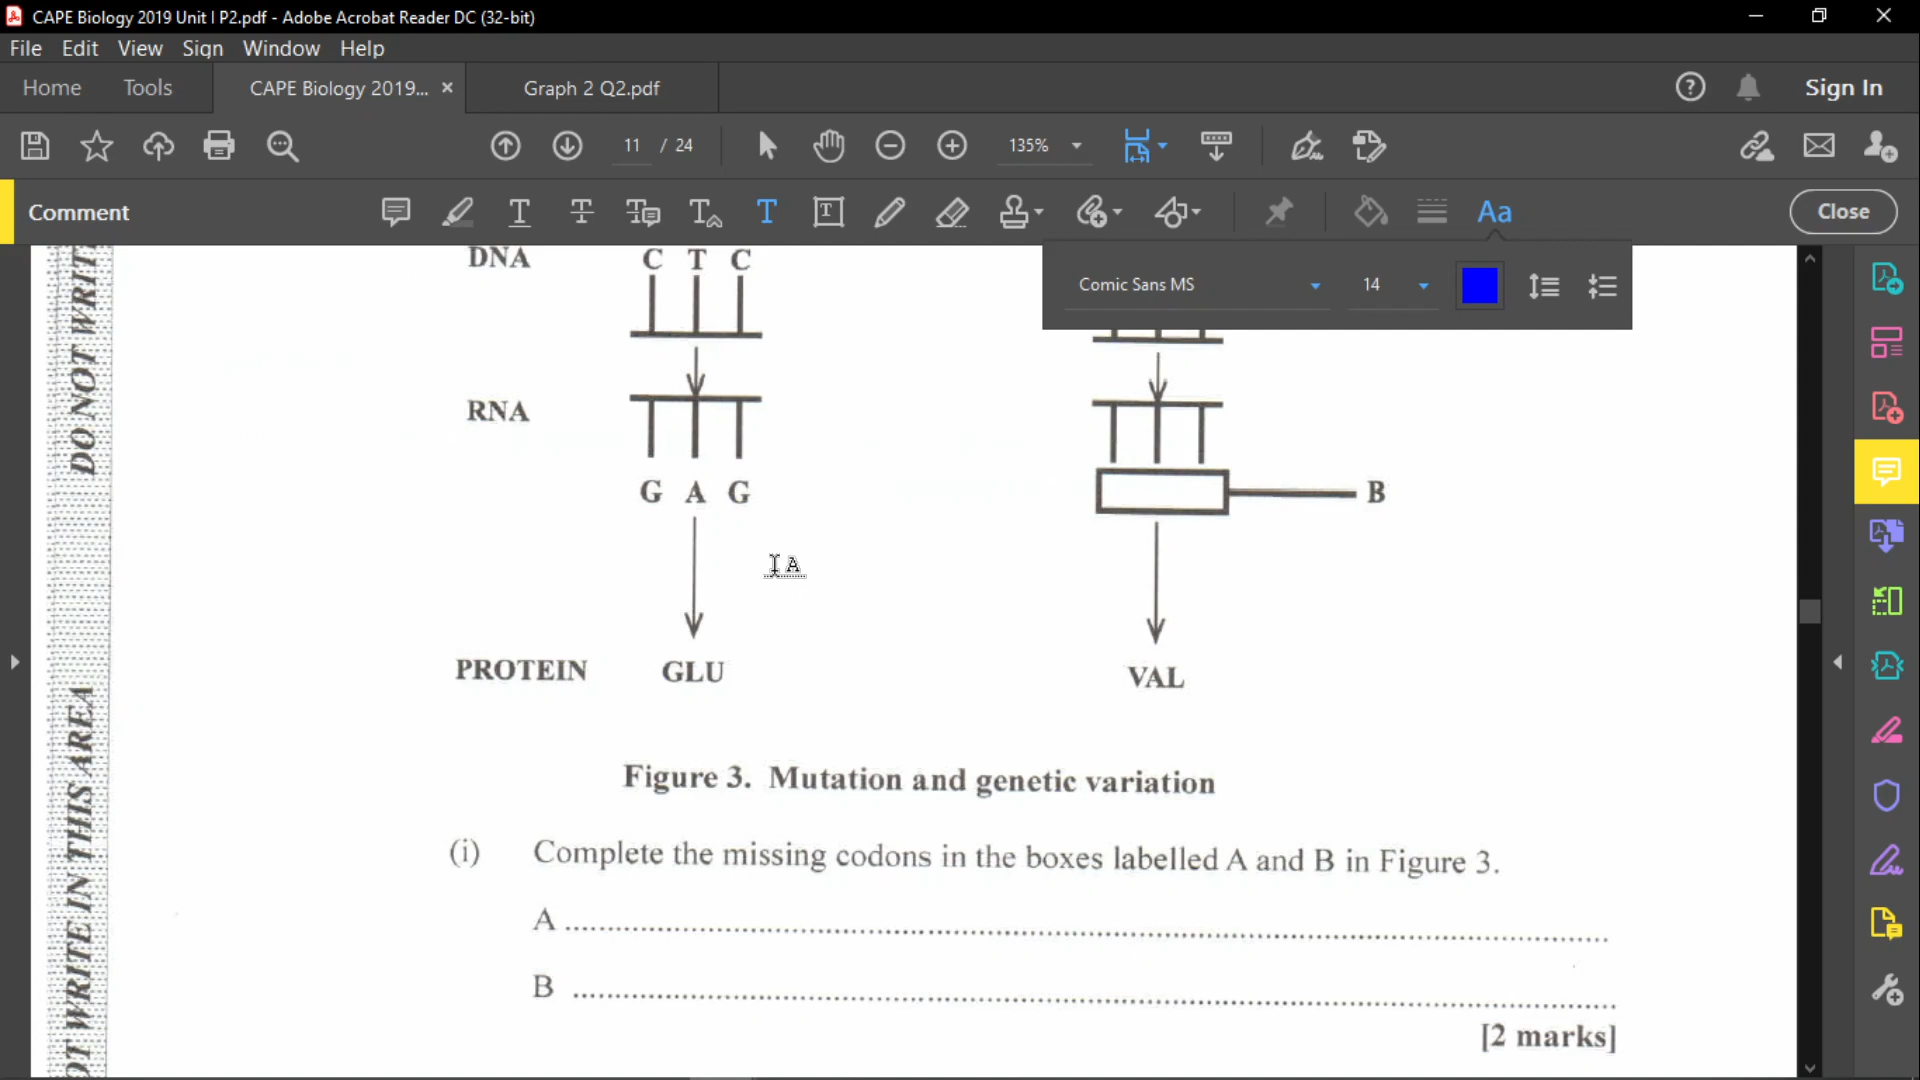 CAPE Biology 2019 Unit I P2.pdf - Adobe Acrobat Reader DC (32-bit)
File Edit View Sign Window Help
Home Tools CAPE Biology 2019... × Graph 2 Q2.pdf Sign In
11 / 24 135%
Comment Close
Comic Sans MS 14
DNA C T C
RNA
G A G B
PROTEIN GLU VAL
Figure 3. Mutation and genetic variation
(i) Complete the missing codons in the boxes labelled A and B in Figure 3.
A ........................................................................
B ........................................................................
[2 marks]
DO NOT WRIT
OT WRITE IN THIS AREA